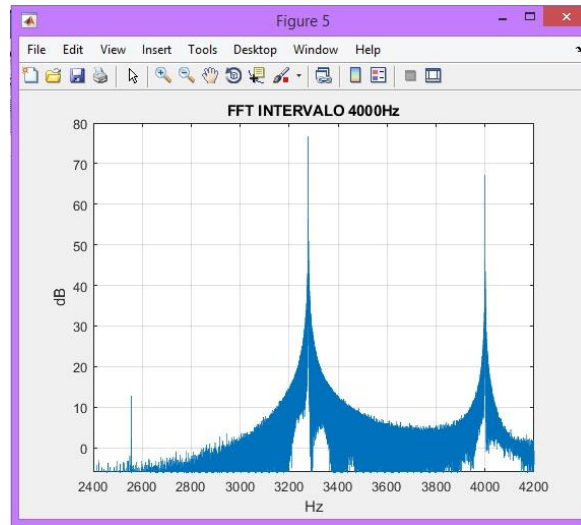 Figure 5
File Edit View Insert Tools Desktop Window Help
FFT INTERVALO 4000Hz
80
70
60
50
40
30
20
10
0
dB
2400 2600 2800 3000 3200 3400 3600 3800 4000 4200
Hz